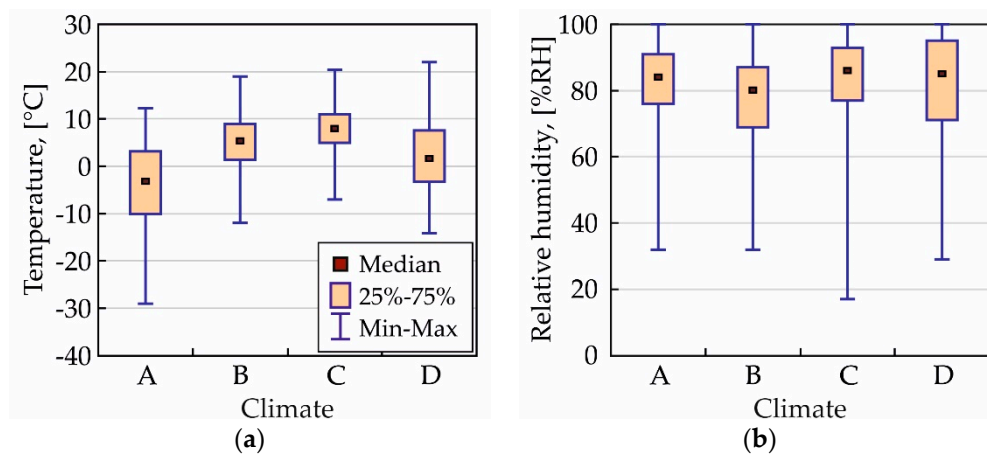 30
20
10
0
-10
-20
-30
-40
Temperature, [°C]
Median
25%-75%
Min-Max
A B C D
Climate
(a)
100
80
60
40
20
0
Relative humidity, [%RH]
A B C D
Climate
(b)